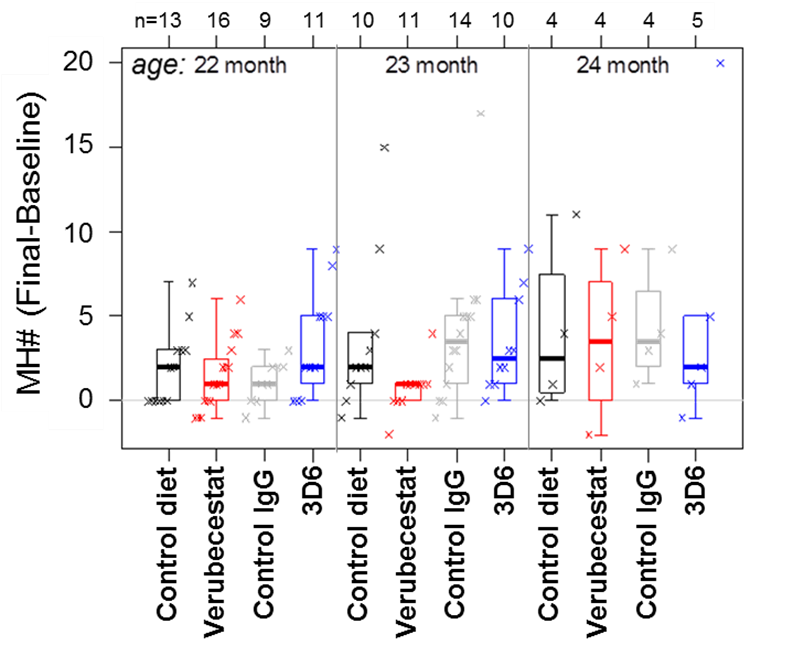 n=13 16 9 11 10 11 14 10 4 4 4 5
age: 22 month 23 month 24 month
20
15
10
5
0
MH# (Final-Baseline)
Control diet
Verubecestat
Control IgG
3D6
Control diet
Verubecestat
Control IgG
3D6
Control diet
Verubecestat
Control IgG
3D6